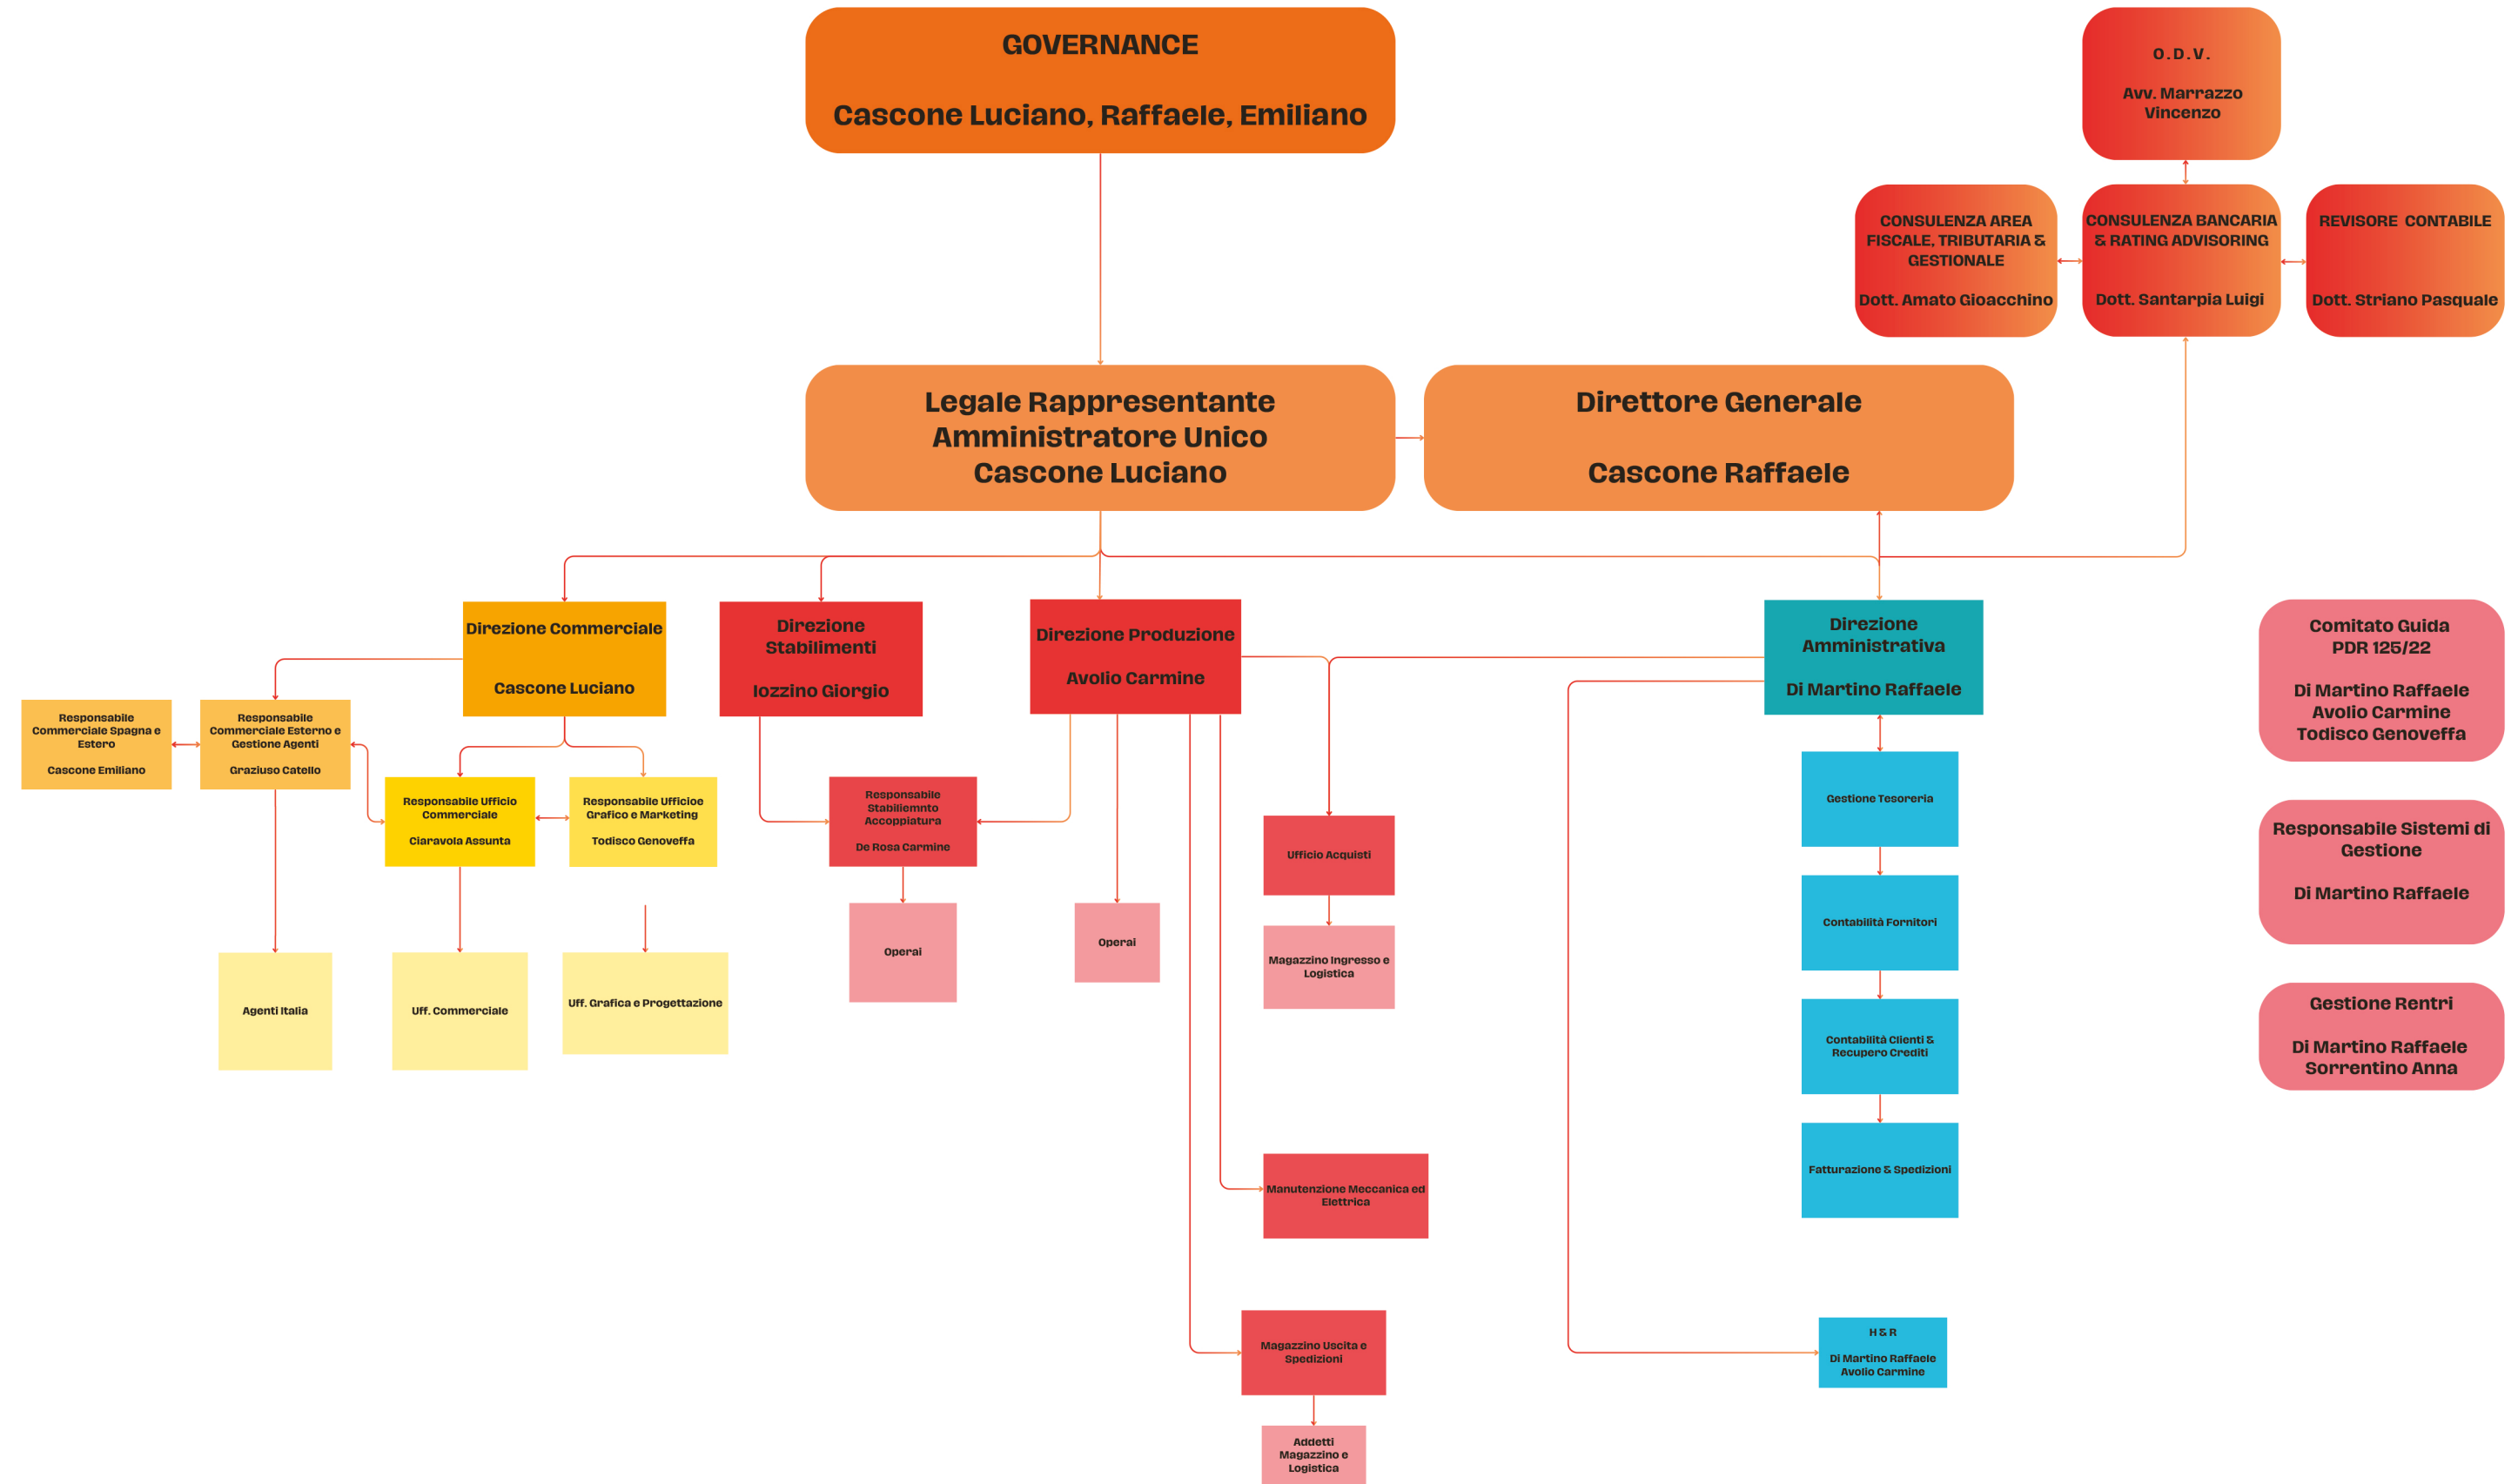 GOVERNANCE
Cascone Luciano, Raffaele, Emiliano
O.D.V.
Avv. Marrazzo
Vincenzo
CONSULENZA AREA
FISCALE, TRIBUTARIA &
GESTIONALE
Dott. Amato Gioacchino
CONSULENZA BANCARIA
& RATING ADVISORING
Dott. Santarpia Luigi
REVISORE CONTABILE
Dott. Striano Pasquale
Legale Rappresentante
Amministratore Unico
Cascone Luciano
Direttore Generale
Cascone Raffaele
Direzione Commerciale
Cascone Luciano
Direzione
Stabilimenti
Iozzino Giorgio
Direzione Produzione
Avolio Carmine
Direzione
Amministrativa
Di Martino Raffaele
Comitato Guida
PDR 125/22
Di Martino Raffaele
Avolio Carmine
Todisco Genoveffa
Responsabile
Commerciale Spagna e
Estero
Cascone Emiliano
Responsabile
Commerciale Esterno e
Gestione Agenti
Graziuso Catello
Responsabile Ufficio
Commerciale
Ciaravola Assunta
Responsabile Ufficioe
Grafico e Marketing
Todisco Genoveffa
Responsabile
Stabiliemnto
Accoppiatura
De Rosa Carmine
Ufficio Acquisti
Gestione Tesoreria
Responsabile Sistemi di
Gestione
Di Martino Raffaele
Operai
Operai
Magazzino Ingresso e
Logistica
Contabilità Fornitori
Agenti Italia
Uff. Commerciale
Uff. Grafica e Progettazione
Contabilità Clienti &
Recupero Crediti
Gestione Rentri
Di Martino Raffaele
Sorrentino Anna
Manutenzione Meccanica ed
Elettrica
Fatturazione & Spedizioni
Magazzino Uscita e
Spedizioni
H & R
Di Martino Raffaele
Avolio Carmine
Addetti
Magazzino e
Logistica